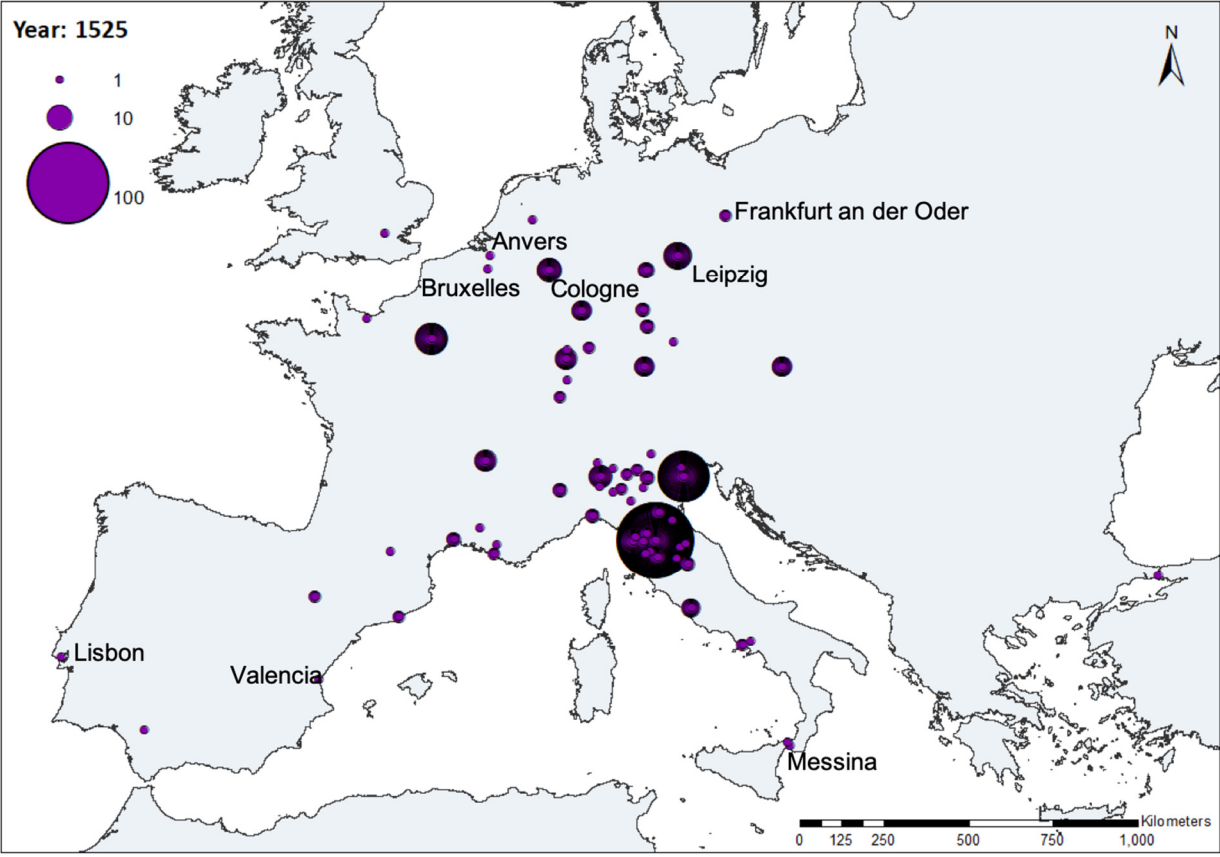 Year: 1525
N
1
10
100
Frankfurt an der Oder
Anvers
Leipzig
Bruxelles
Cologne
Lisbon
Valencia
Messina
Kilometers
0 125 250 500 750 1,000